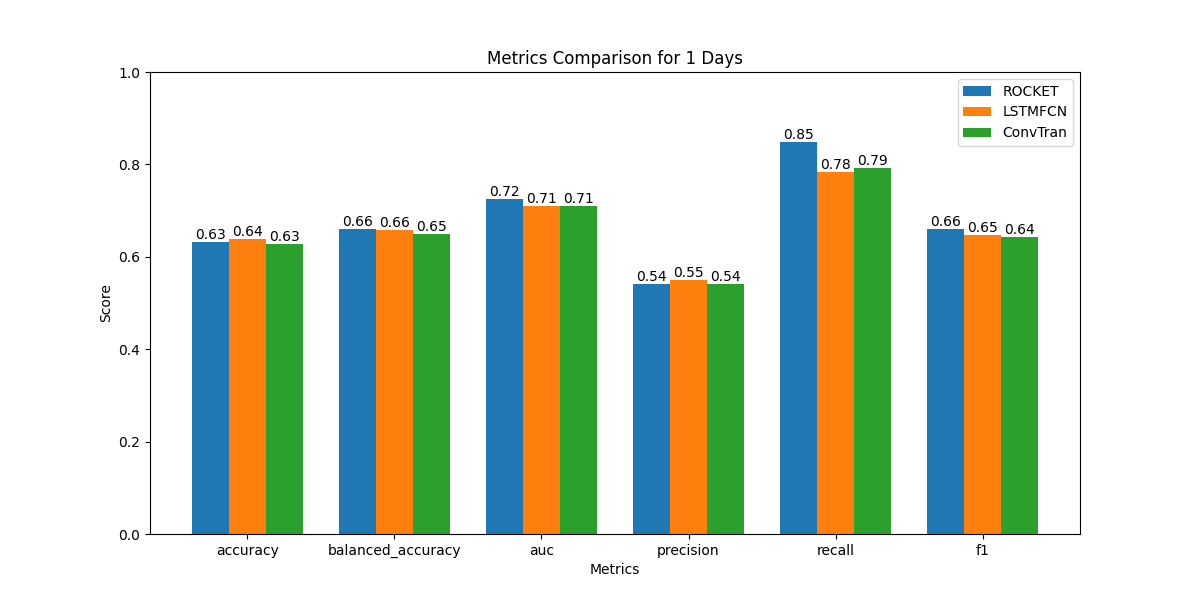 Metrics Comparison for 1 Days
ROCKET
LSTMFCN
ConvTran
Score
1.0
0.8
0.6
0.4
0.2
0.0
0.63 0.64 0.63
0.66 0.66 0.65
0.72 0.71 0.71
0.54 0.55 0.54
0.85 0.78 0.79
0.66 0.65 0.64
accuracy balanced_accuracy auc precision recall f1
Metrics